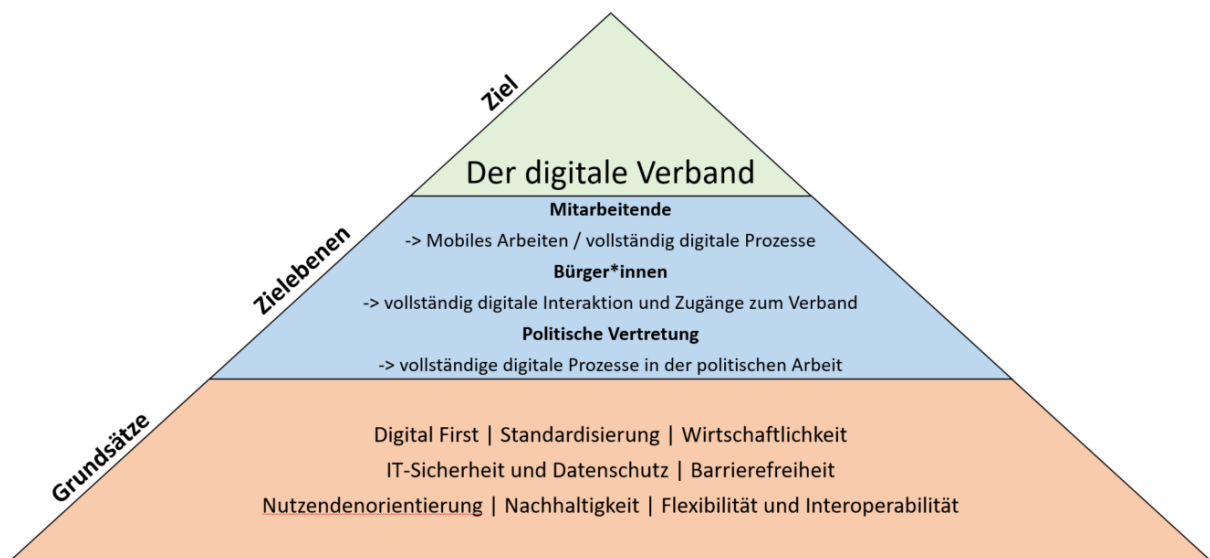 Ziel
Der digitale Verband
Zielebenen
Mitarbeitende
-> Mobiles Arbeiten / vollständig digitale Prozesse
Bürger*innen
-> vollständig digitale Interaktion und Zugänge zum Verband
Politische Vertretung
-> vollständige digitale Prozesse in der politischen Arbeit
Grundsätze
Digital First | Standardisierung | Wirtschaftlichkeit
IT-Sicherheit und Datenschutz | Barrierefreiheit
Nutzendenorientierung | Nachhaltigkeit | Flexibilität und Interoperabilität